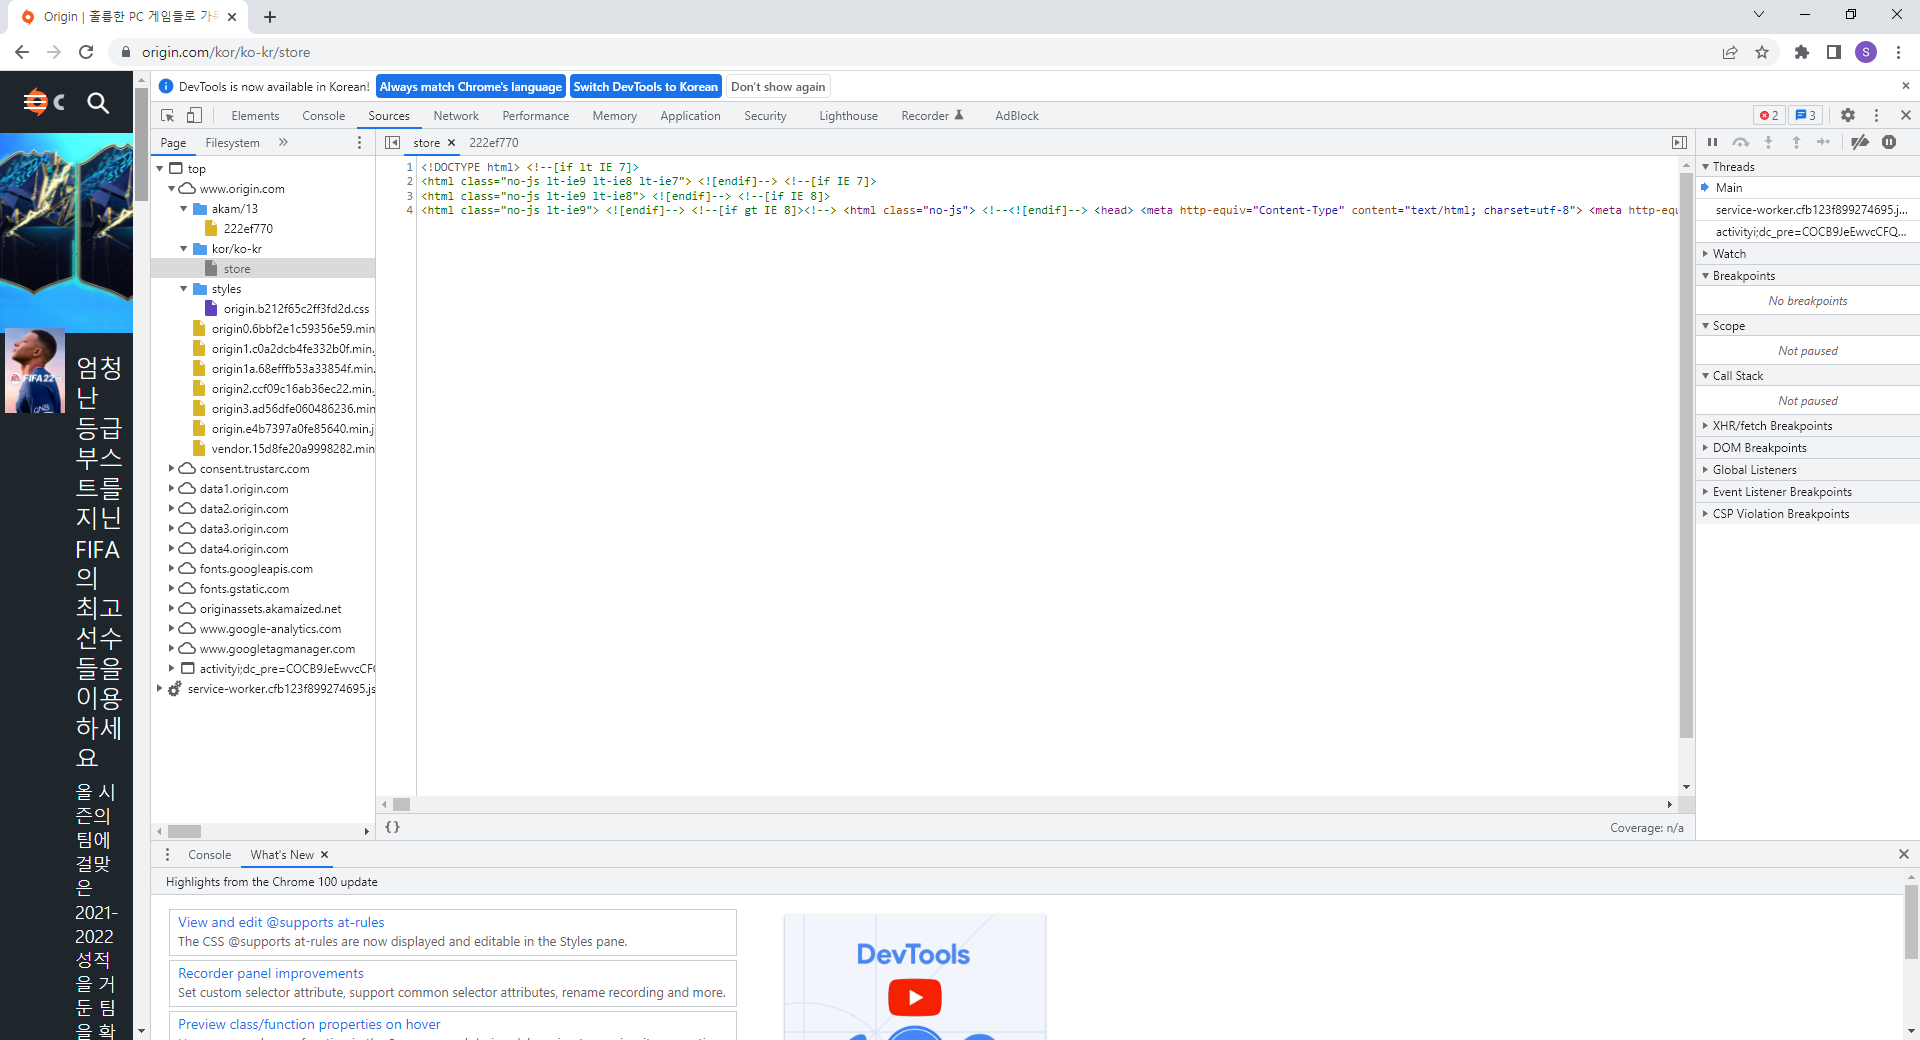 Origin | 훌륭한 PC 게임들로 가득
origin.com/kor/ko-kr/store
S
DevTools is now available in Korean!
Always match Chrome's language
Switch DevTools to Korean
Don't show again
Elements
Console
Sources
Network
Performance
Memory
Application
Security
Lighthouse
Recorder
AdBlock
2
3
Page
Filesystem
store
222ef770
top
www.origin.com
akam/13
222ef770
kor/ko-kr
store
styles
origin.b212f65c2ff3fd2d.css
origin0.6bbf2e1c59356e59.min
origin1.c0a2dcb4fe332b0f.min.
origin1a.68efffb53a33854f.min.
origin2.ccf09c16ab36ec22.min.
origin3.ad56dfe060486236.min
origin.e4b7397a0fe85640.min.j
vendor.15d8fe20a9998282.min
consent.trustarc.com
data1.origin.com
data2.origin.com
data3.origin.com
data4.origin.com
fonts.googleapis.com
fonts.gstatic.com
originassets.akamaized.net
www.google-analytics.com
www.googletagmanager.com
activityi;dc_pre=COCB9JeEwvcCF
service-worker.cfb123f899274695.js
1 <!DOCTYPE html> <!--[if lt IE 7]>
2 <html class="no-js lt-ie9 lt-ie8 lt-ie7"> <![endif]--> <!--[if IE 7]>
3 <html class="no-js lt-ie9 lt-ie8"> <![endif]--> <!--[if IE 8]>
4 <html class="no-js lt-ie9"> <![endif]--> <!--[if gt IE 8]><!--> <html class="no-js"> <!--<![endif]--> <head> <meta http-equiv="Content-Type" content="text/html; charset=utf-8"> <meta http-equ
{}
Coverage: n/a
Threads
Main
service-worker.cfb123f899274695.j...
activityi;dc_pre=COCB9JeEwvcCFQ...
Watch
Breakpoints
No breakpoints
Scope
Not paused
Call Stack
Not paused
XHR/fetch Breakpoints
DOM Breakpoints
Global Listeners
Event Listener Breakpoints
CSP Violation Breakpoints
FIFA 22
엄청
난
등급
부스
트를
지닌
FIFA
의
최고
선수
들을
이용
하세
요
올 시
즌의
팀에
걸맞
은
2021-
2022
성적
을 거
둔 팀
을 확
Console
What's New
Highlights from the Chrome 100 update
View and edit @supports at-rules
The CSS @supports at-rules are now displayed and editable in the Styles pane.
Recorder panel improvements
Set custom selector attribute, support common selector attributes, rename recording and more.
Preview class/function properties on hover
DevTools